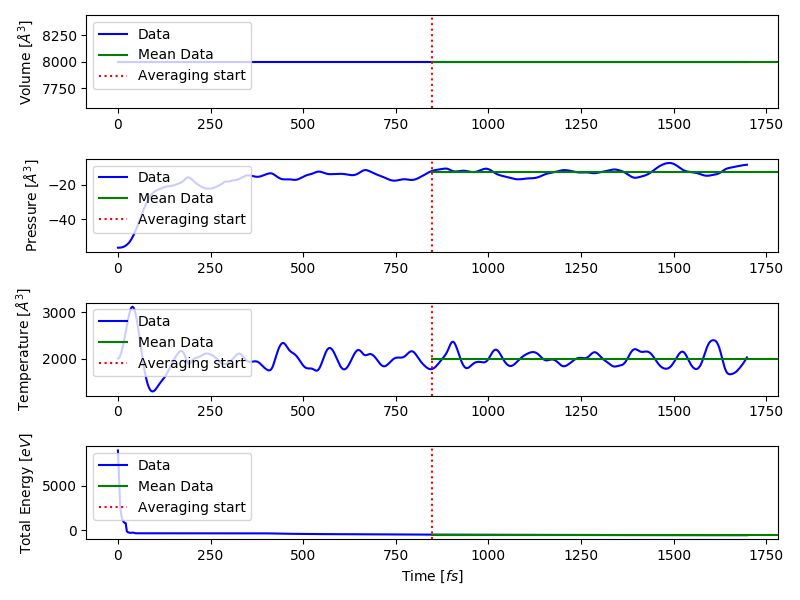 Volume [Å³]
8250
8000
7750
Data
Mean Data
Averaging start
0 250 500 750 1000 1250 1500 1750
Pressure [Å³]
−20
−40
Data
Mean Data
Averaging start
0 250 500 750 1000 1250 1500 1750
Temperature [Å³]
3000
2000
Data
Mean Data
Averaging start
0 250 500 750 1000 1250 1500 1750
Total Energy [eV]
5000
0
Data
Mean Data
Averaging start
0 250 500 750 1000 1250 1500 1750
Time [fs]